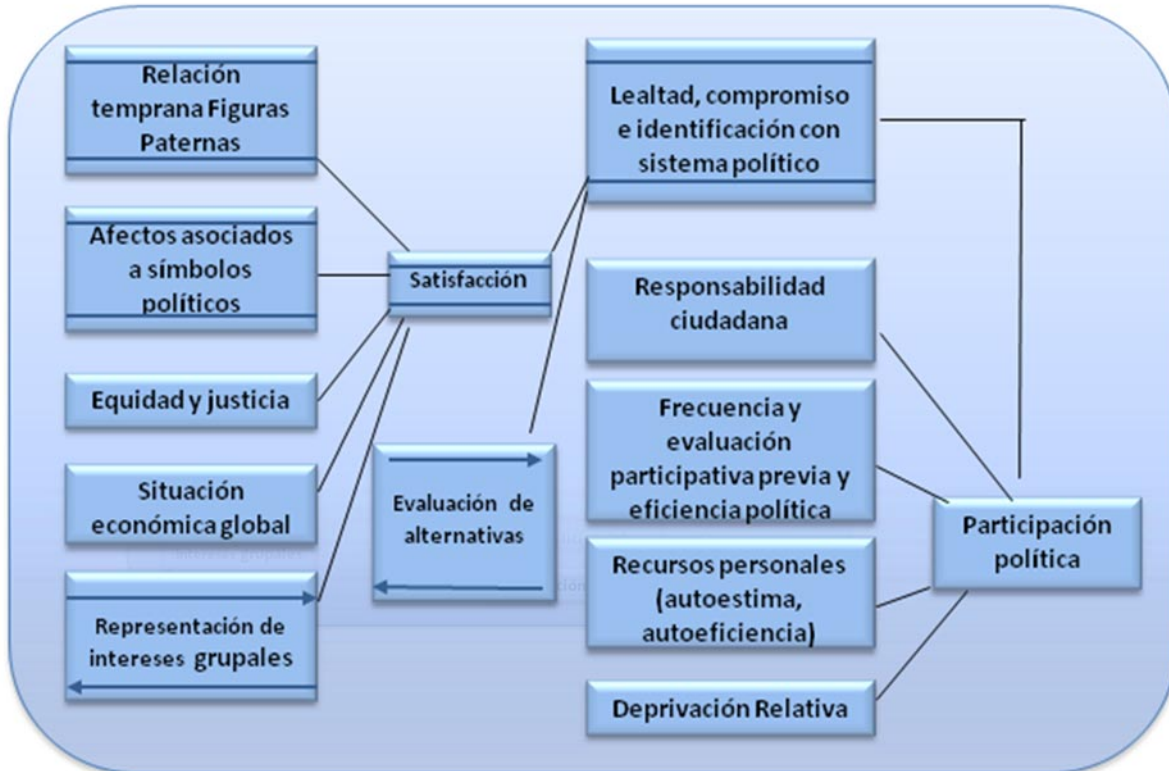 Relación
temprana Figuras
Paternas
Afectos asociados
a símbolos
políticos
Equidad y justicia
Situación
económica global
Representación de
intereses grupales
Satisfacción
Evaluación de
alternativas
Lealtad, compromiso
e identificación con
sistema político
Responsabilidad
ciudadana
Frecuencia y
evaluación
participativa previa y
eficiencia política
Recursos personales
(autoestima,
autoeficiencia)
Deprivación Relativa
Participación
política